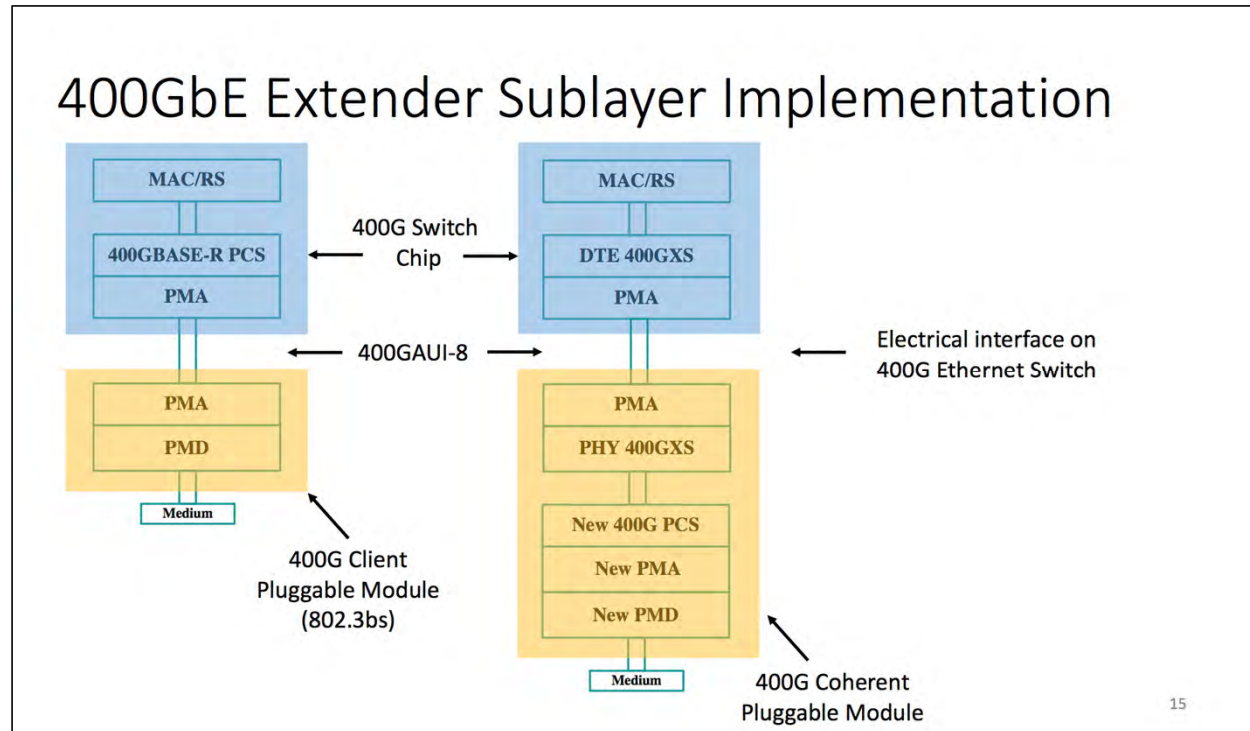 400GbE Extender Sublayer Implementation
MAC/RS
400GBASE-R PCS
PMA
PMA
PMD
Medium
400G Switch
Chip
400GAUI-8
400G Client
Pluggable Module
(802.3bs)
MAC/RS
DTE 400GXS
PMA
PMA
PHY 400GXS
New 400G PCS
New PMA
New PMD
Medium
Electrical interface on
400G Ethernet Switch
400G Coherent
Pluggable Module
15